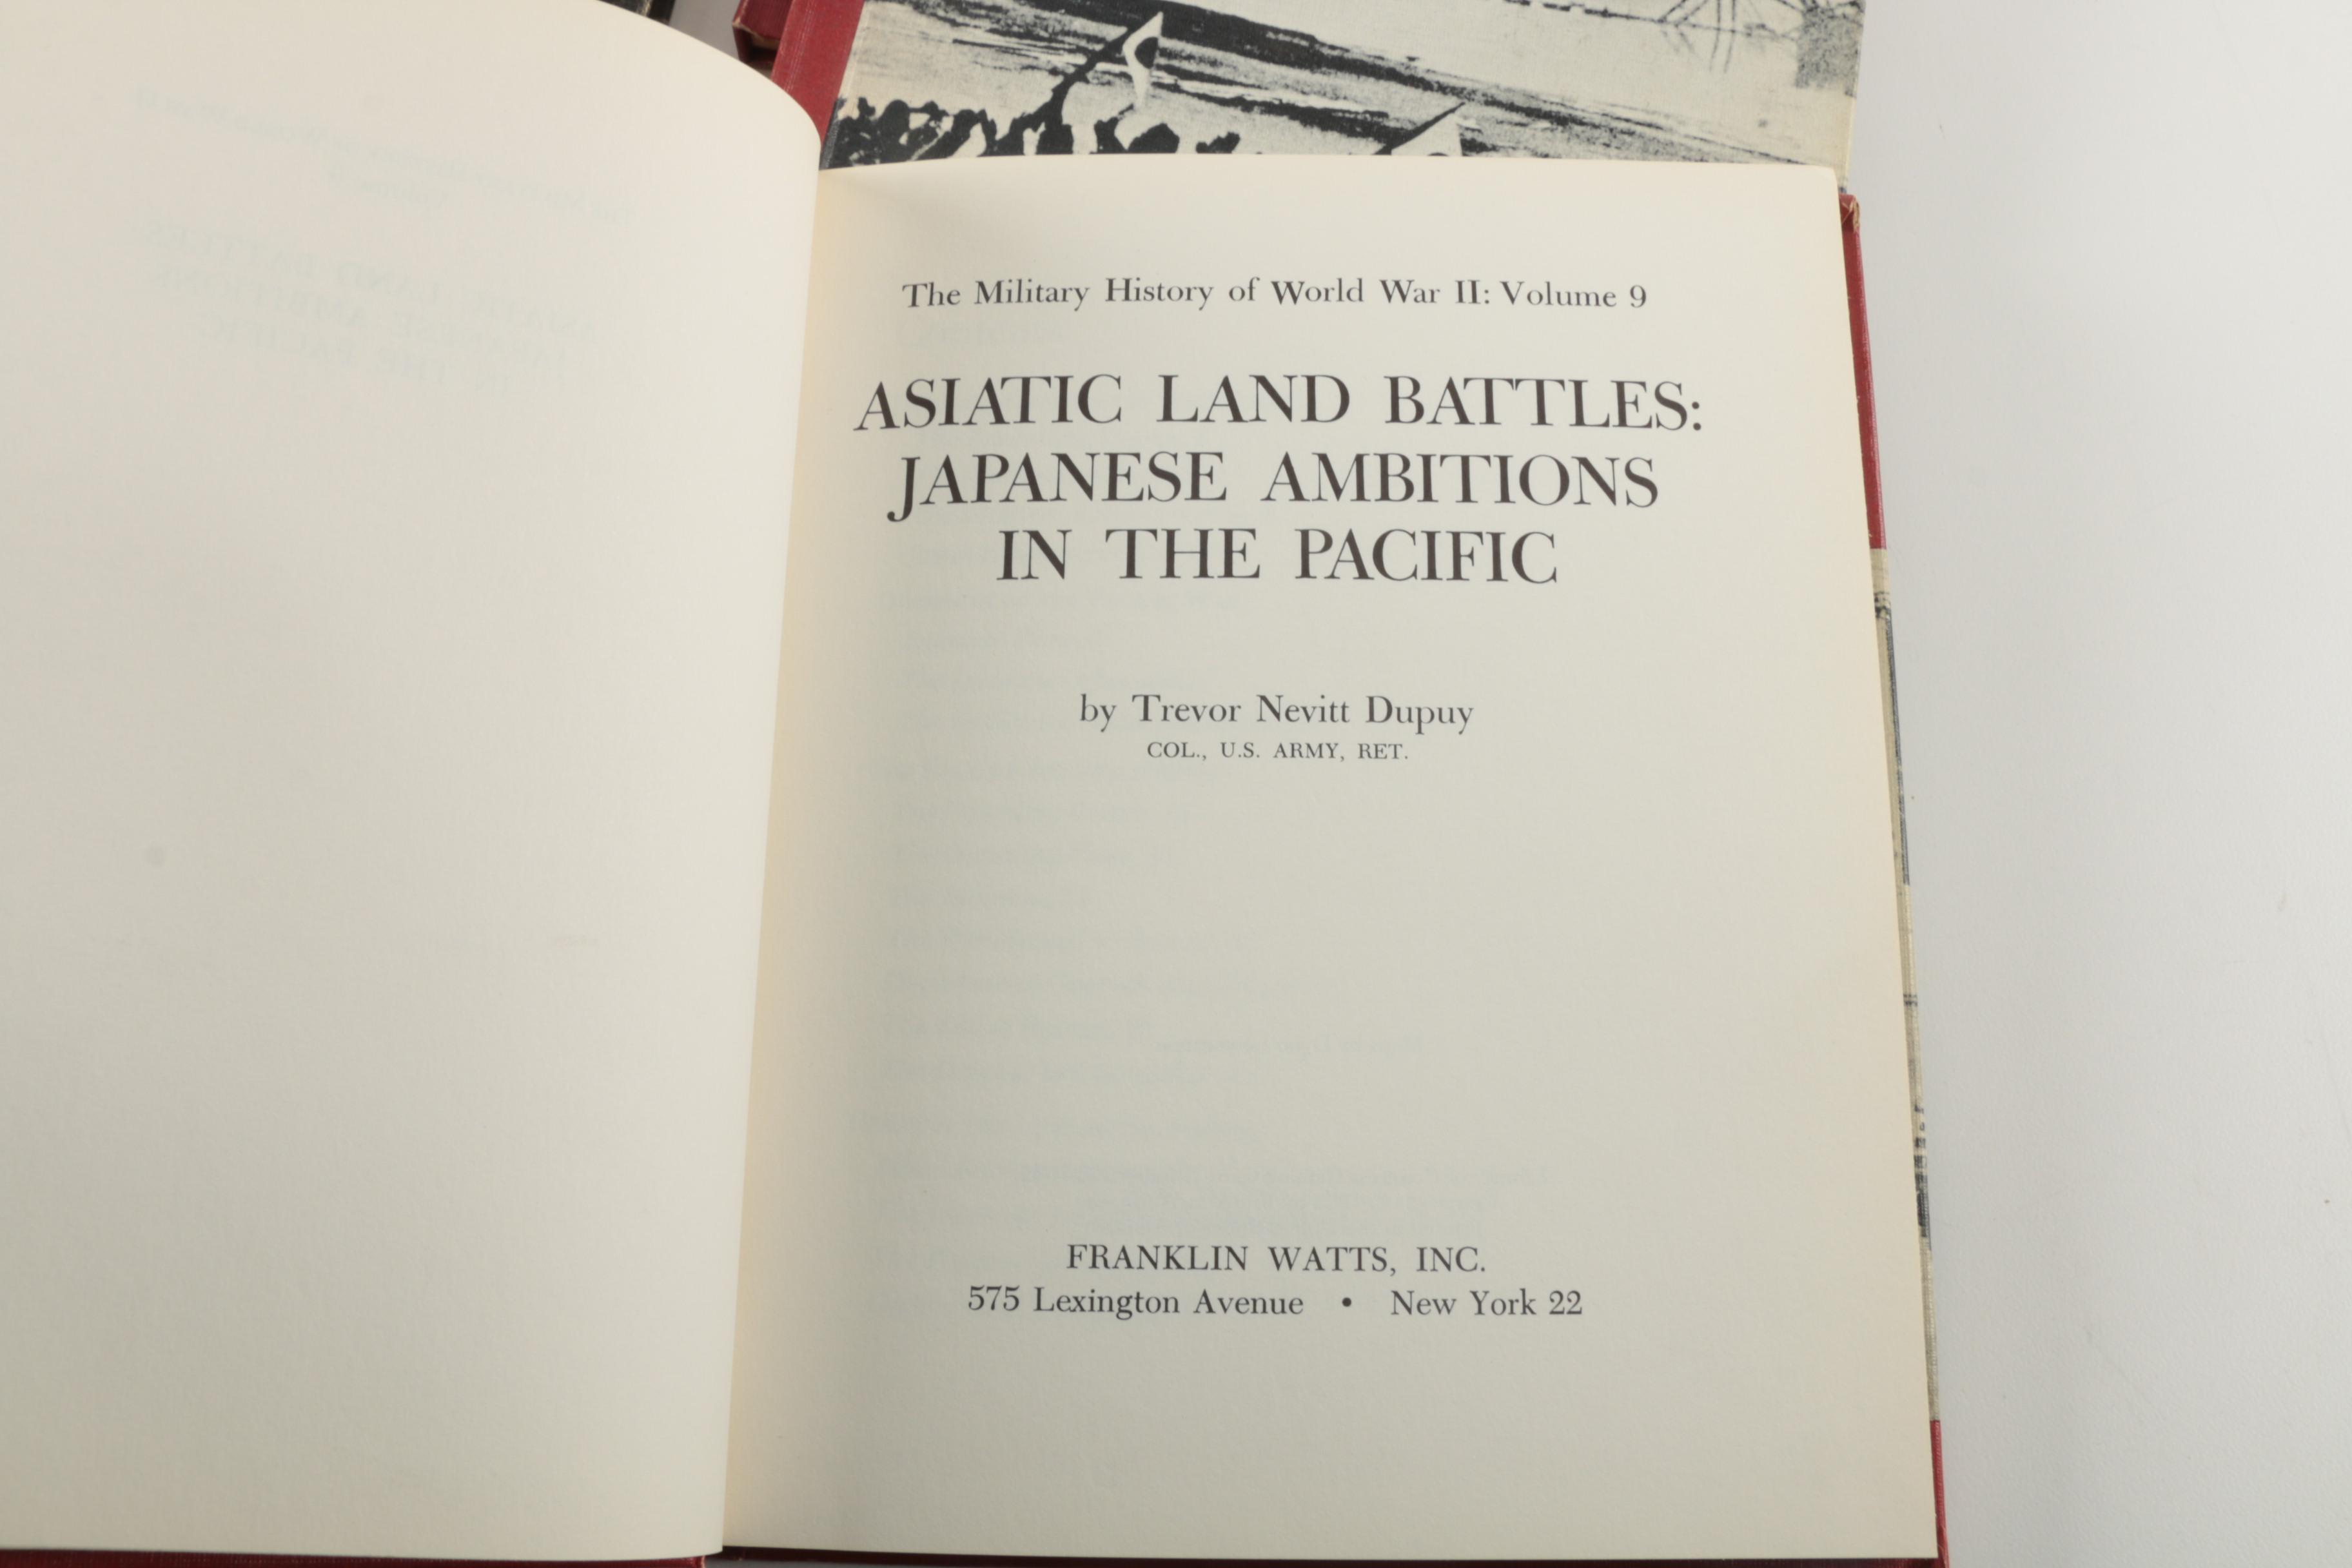 The Military History of World War II: Volume 9
ASIATIC LAND BATTLES:
JAPANESE AMBITIONS
IN THE PACIFIC
by Trevor Nevitt Dupuy
COL., U.S. ARMY, RET.
FRANKLIN WATTS, INC.
575 Lexington Avenue • New York 22